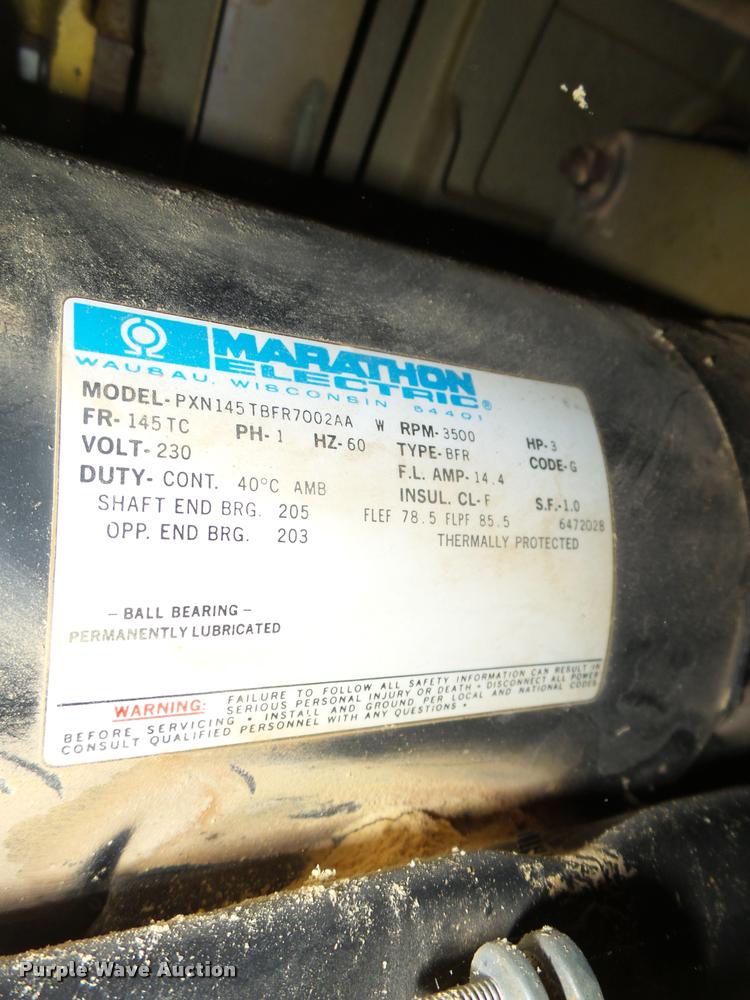 MARATHON
ELECTRIC®
WAUSAU, WISCONSIN 54401
MODEL- PXN145TBFR7002AA W RPM- 3500 HP- 3
FR- 145TC PH- 1 HZ- 60 TYPE- BFR CODE- G
VOLT- 230 F.L. AMP- 14.4
DUTY- CONT. 40°C AMB INSUL. CL- F S.F.- 1.0
SHAFT END BRG. 205 FLEF 78.5 FLPF 85.5 6472028
OPP. END BRG. 203 THERMALLY PROTECTED
- BALL BEARING -
PERMANENTLY LUBRICATED
WARNING: FAILURE TO FOLLOW ALL SAFETY INFORMATION CAN RESULT IN
SERIOUS PERSONAL INJURY OR DEATH • DISCONNECT ALL POWER
BEFORE SERVICING • INSTALL AND GROUND PER LOCAL AND NATIONAL CODES
CONSULT QUALIFIED PERSONNEL WITH ANY QUESTIONS •
Purple Wave Auction